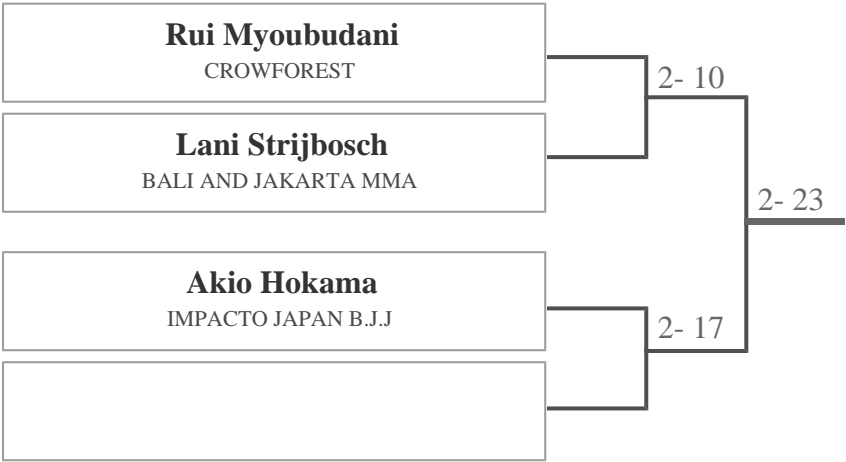 Rui Myoubudani
CROWFOREST
2- 10
Lani Strijbosch
BALI AND JAKARTA MMA
2- 23
Akio Hokama
IMPACTO JAPAN B.J.J
2- 17